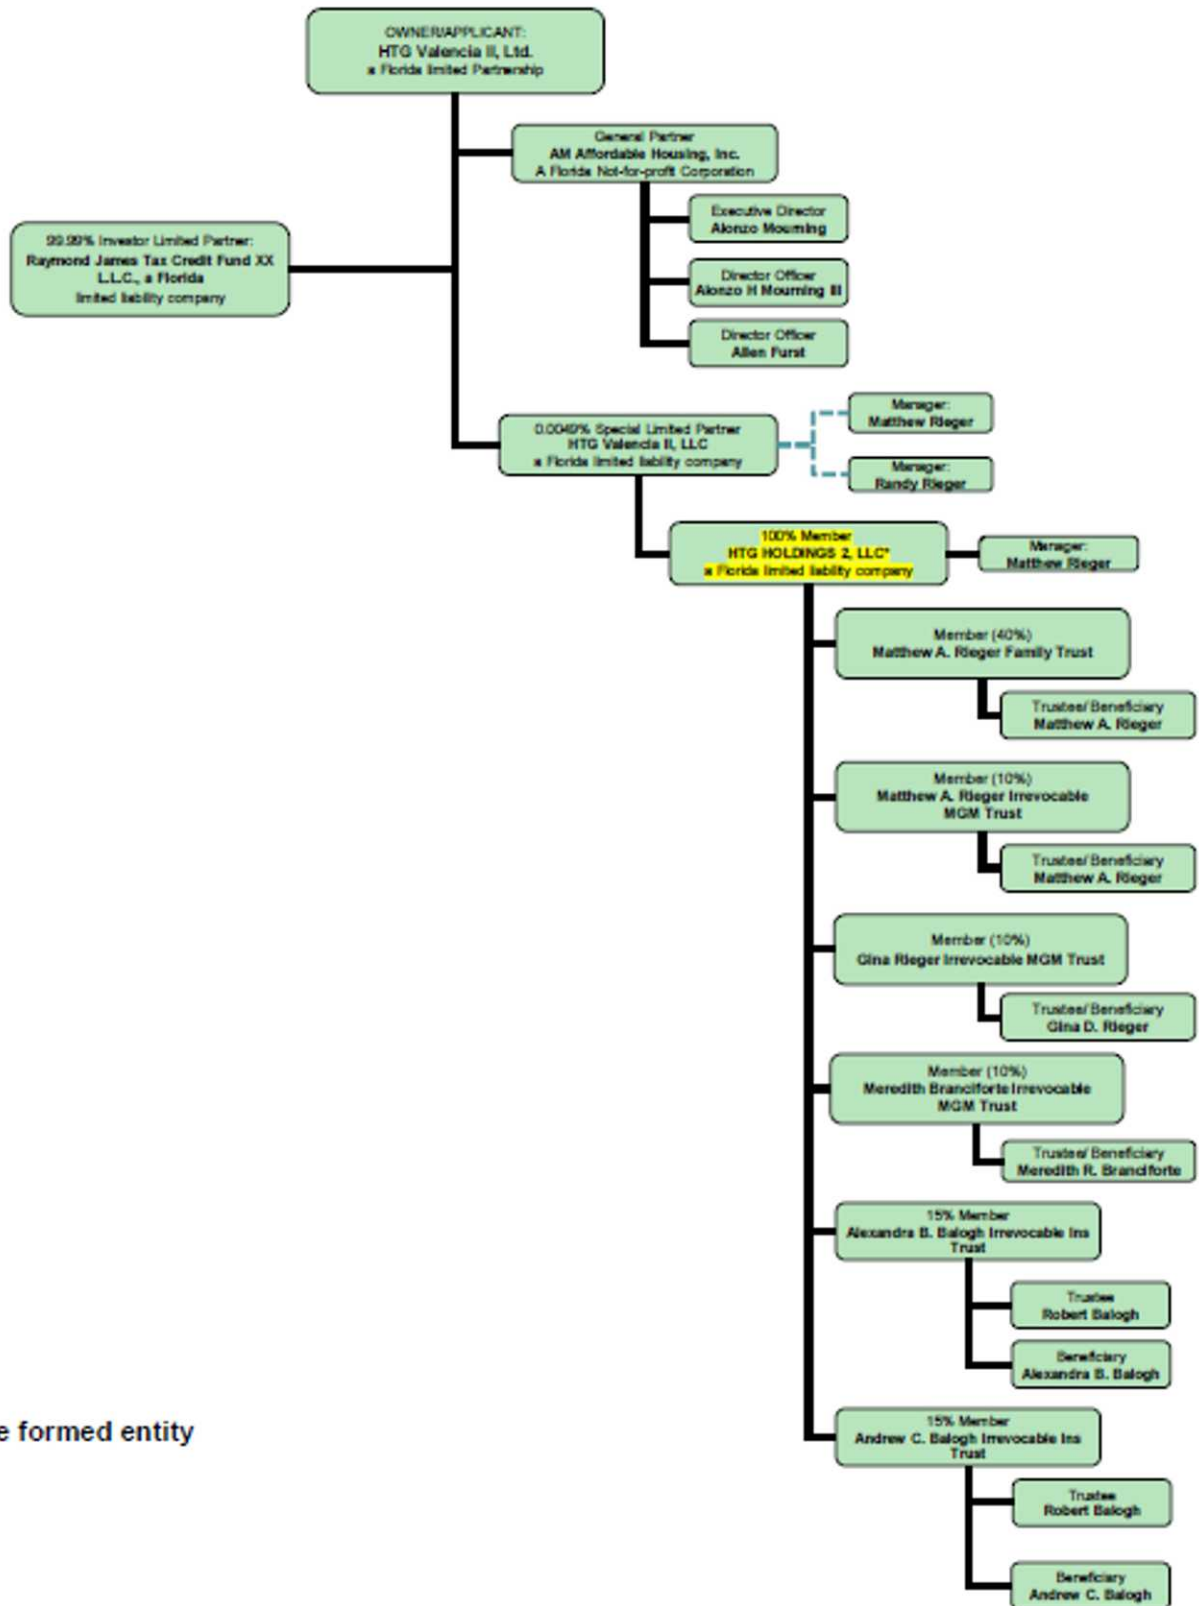 OWNER/APPLICANT:
HTG Valencia II, Ltd.
a Florida limited Partnership
General Partner
AM Affordable Housing, Inc.
A Florida Not-for-profit Corporation
Executive Director
Alonzo Mourning
Director Officer
Alonzo H Mourning III
Director Officer
Allen Furst
99.99% Investor Limited Partner:
Raymond James Tax Credit Fund XX
L.L.C., a Florida
limited liability company
0.0049% Special Limited Partner
HTG Valencia II, LLC
a Florida limited liability company
Manager:
Matthew Rieger
Manager:
Randy Rieger
100% Member
HTG HOLDINGS 2, LLC*
a Florida limited liability company
Manager:
Matthew Rieger
Member (40%)
Matthew A. Rieger Family Trust
Trustee/Beneficiary
Matthew A. Rieger
Member (10%)
Matthew A. Rieger Irrevocable
MGM Trust
Trustee/Beneficiary
Matthew A. Rieger
Member (10%)
Gina Rieger Irrevocable MGM Trust
Trustee/Beneficiary
Gina D. Rieger
Member (10%)
Meredith Branciforte Irrevocable
MGM Trust
Trustee/Beneficiary
Meredith R. Branciforte
15% Member
Alexandra B. Balogh Irrevocable Ins
Trust
Trustee
Robert Balogh
Beneficiary
Alexandra B. Balogh
15% Member
Andrew C. Balogh Irrevocable Ins
Trust
Trustee
Robert Balogh
Beneficiary
Andrew C. Balogh
e formed entity